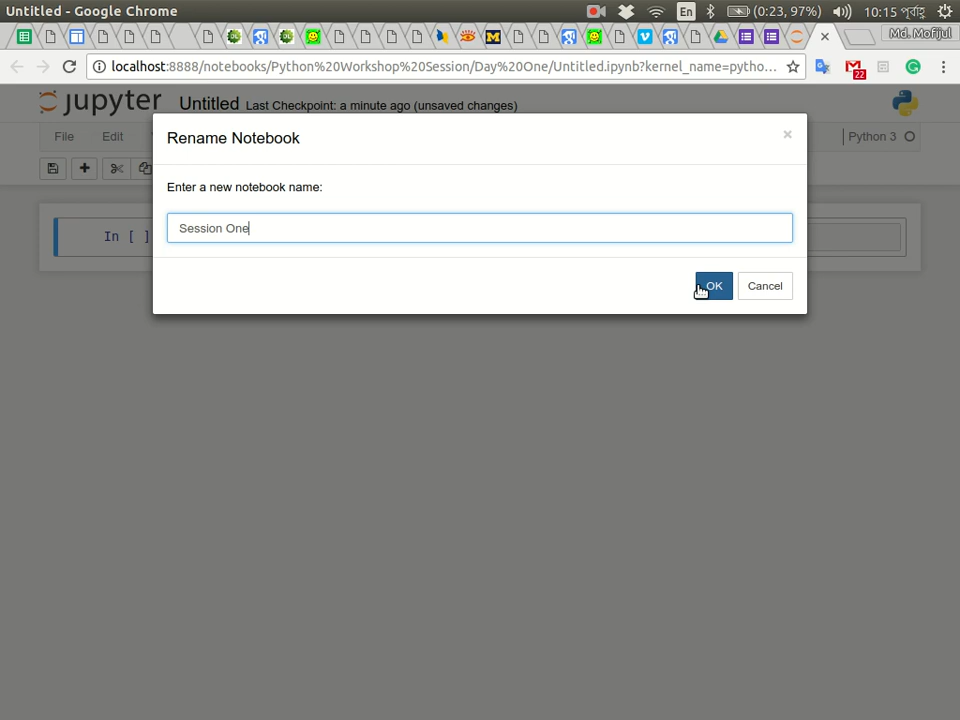 Untitled - Google Chrome
En
(0:23, 97%)
10:15 পূর্বাহ্ণ
Md. Mofijul
localhost:8888/notebooks/Python%20Workshop%20Session/Day%20One/Untitled.ipynb?kernel_name=pytho...
22
jupyter
Untitled
Last Checkpoint: a minute ago (unsaved changes)
File
Edit
Python 3
Rename Notebook
×
Enter a new notebook name:
Session One
In [ ]
OK
Cancel